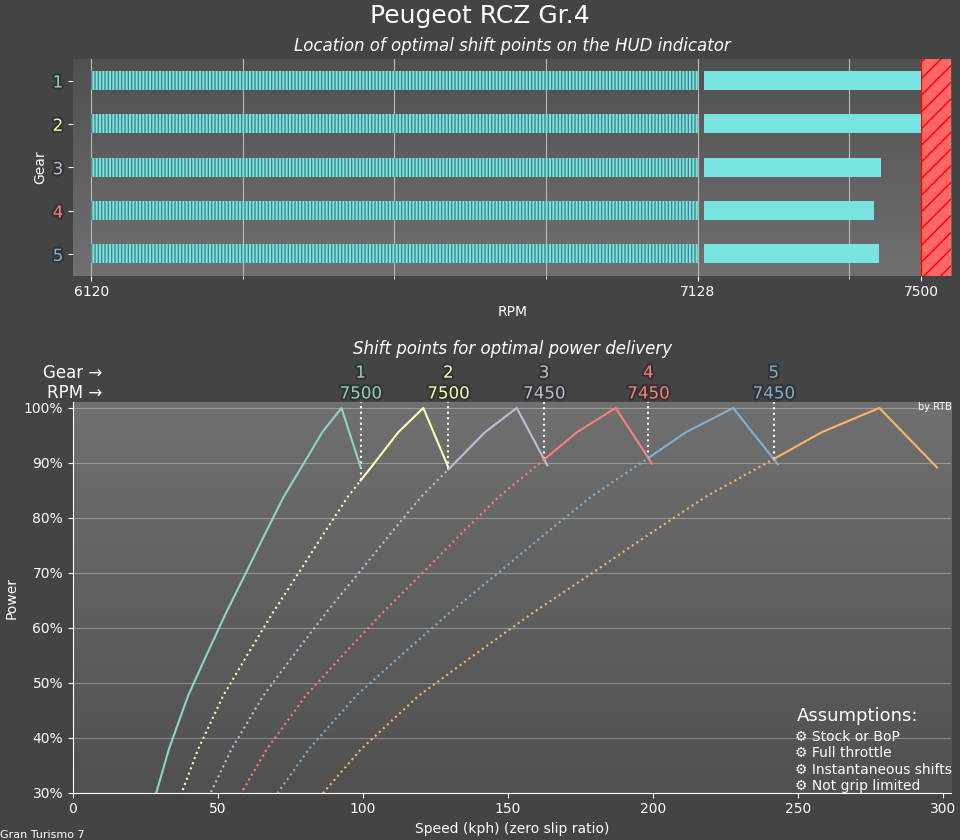 Peugeot RCZ Gr.4
Location of optimal shift points on the HUD indicator
1
2
3
4
5
Gear
6120 7128 7500
RPM
Shift points for optimal power delivery
Gear → 1 2 3 4 5
RPM → 7500 7500 7450 7450 7450
by RTB
100%
90%
80%
70%
60%
50%
40%
30%
Power
Assumptions:
⚙ Stock or BoP
⚙ Full throttle
⚙ Instantaneous shifts
⚙ Not grip limited
0 50 100 150 200 250 300
Speed (kph) (zero slip ratio)
Gran Turismo 7